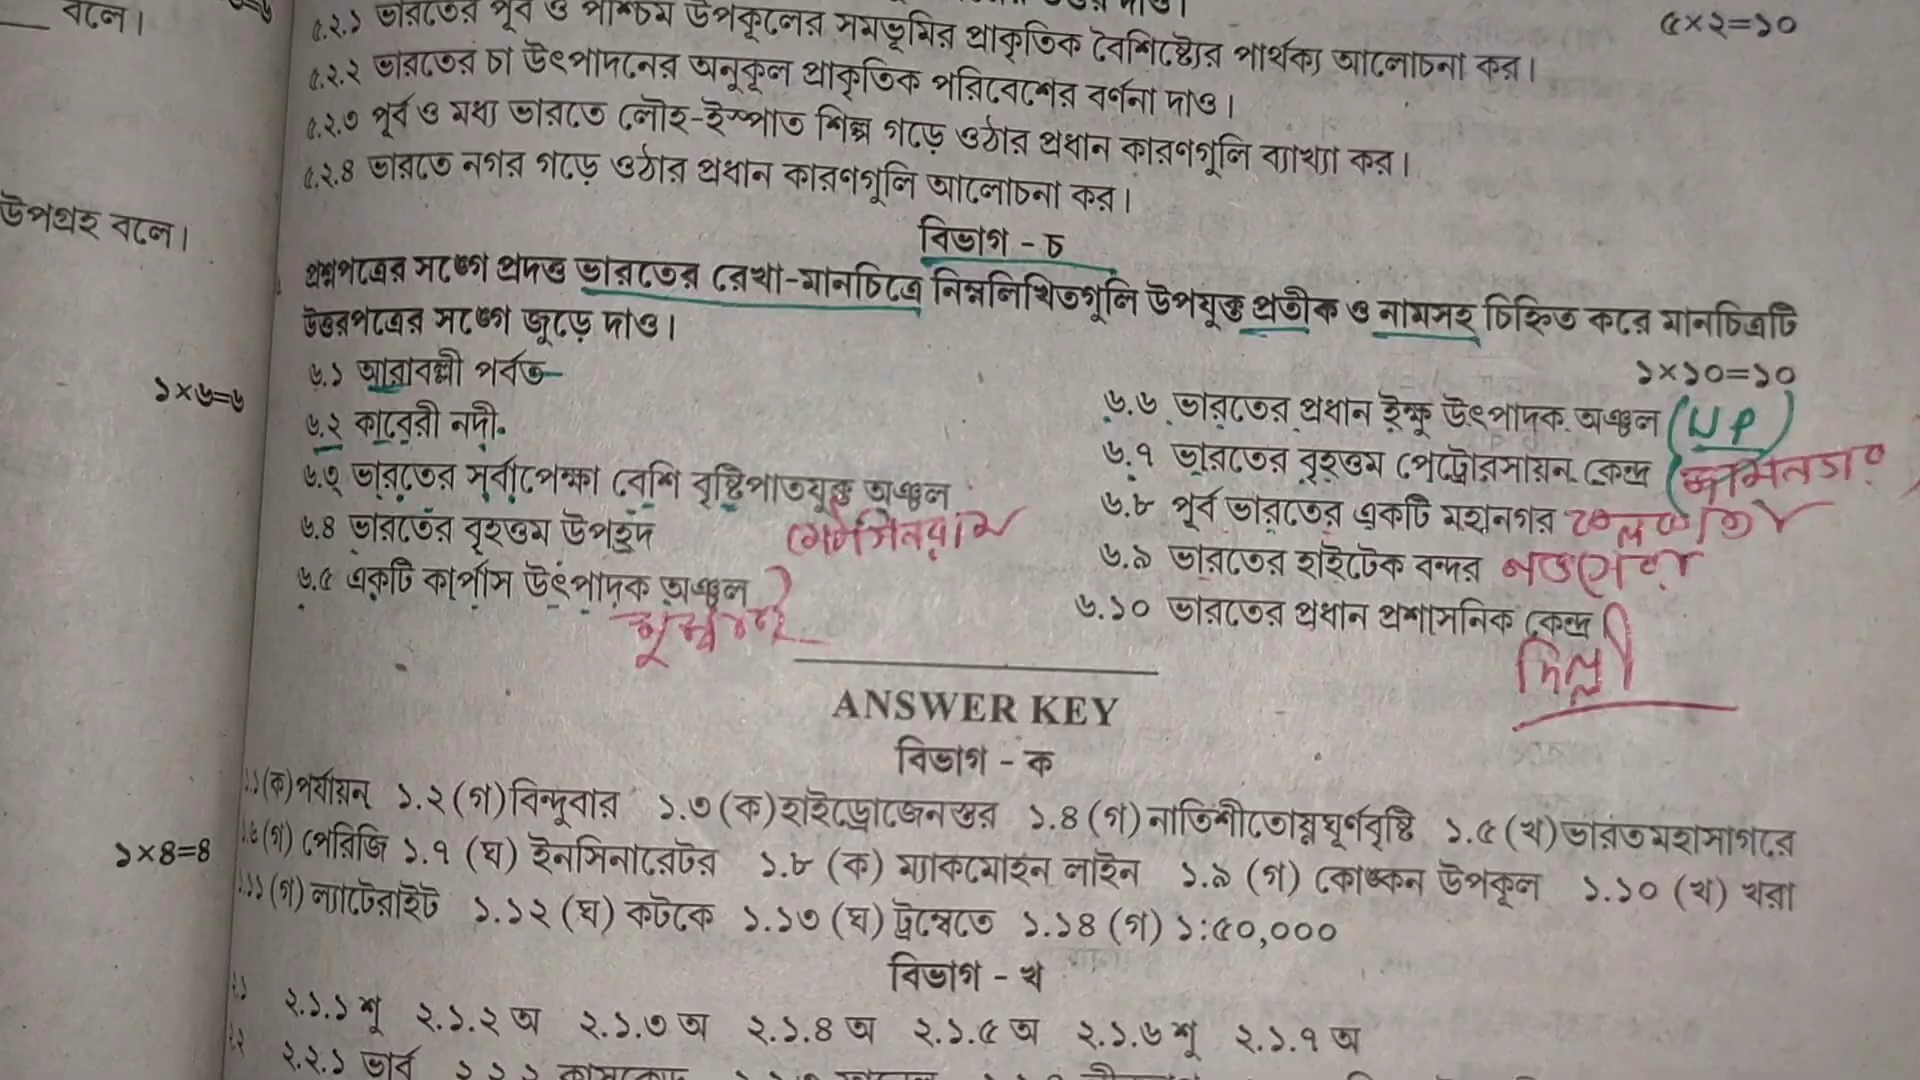 বলে।
৫×২=১০
৫.২.১ ভারতের পূর্ব ও পশ্চিম উপকূলের সমভূমির প্রাকৃতিক বৈশিষ্ট্যের পার্থক্য আলোচনা কর।
৫.২.২ ভারতের চা উৎপাদনের অনুকূল প্রাকৃতিক পরিবেশের বর্ণনা দাও।
৫.২.৩ পূর্ব ও মধ্য ভারতে লৌহ-ইস্পাত শিল্প গড়ে ওঠার প্রধান কারণগুলি ব্যাখ্যা কর।
৫.২.৪ ভারতে নগর গড়ে ওঠার প্রধান কারণগুলি আলোচনা কর।
উপগ্রহ বলে।
বিভাগ - চ
প্রশ্নপত্রের সঙ্গে প্রদত্ত ভারতের রেখা-মানচিত্রে নিম্নলিখিতগুলি উপযুক্ত প্রতীক ও নামসহ চিহ্নিত করে মানচিত্রটি
উত্তরপত্রের সঙ্গে জুড়ে দাও।
১×১০=১০
১×৬=৬
৬.১ আরাবল্লী পর্বত
৬.২ কাবেরী নদী
৬.৩ ভারতের সর্বাপেক্ষা বেশি বৃষ্টিপাতযুক্ত অঞ্চল
মৌসিনরাম
৬.৪ ভারতের বৃহত্তম উপহ্রদ
৬.৫ একটি কার্পাস উৎপাদক অঞ্চল
মুম্বাই
৬.৬ ভারতের প্রধান ইক্ষু উৎপাদক অঞ্চল (UP)
৬.৭ ভারতের বৃহত্তম পেট্রোরসায়ন কেন্দ্র (জামনগর)
৬.৮ পূর্ব ভারতের একটি মহানগর কলকাতা
৬.৯ ভারতের হাইটেক বন্দর নভসেবা
৬.১০ ভারতের প্রধান প্রশাসনিক কেন্দ্র
দিল্লী
ANSWER KEY
বিভাগ - ক
১.১(ক)পর্যায়ন ১.২(গ)বিন্দুবার ১.৩(ক)হাইড্রোজেনস্তর ১.৪(গ)নাতিশীতোষ্ণঘূর্ণবৃষ্টি ১.৫(খ)ভারতমহাসাগরে
১×৪=৪
১.৬(গ) পেরিজি ১.৭ (ঘ) ইনসিনারেটর ১.৮ (ক) ম্যাকমোহন লাইন ১.৯ (গ) কোঙ্কন উপকূল ১.১০ (খ) খরা
১.১১(গ) ল্যাটেরাইট ১.১২ (ঘ) কটকে ১.১৩ (ঘ) ট্রম্বেতে ১.১৪ (গ) ১:৫০,০০০
বিভাগ - খ
২.১ ২.১.১ শু ২.১.২ অ ২.১.৩ অ ২.১.৪ অ ২.১.৫ অ ২.১.৬ শু ২.১.৭ অ
২.২ ২.২.১ ভার্ব